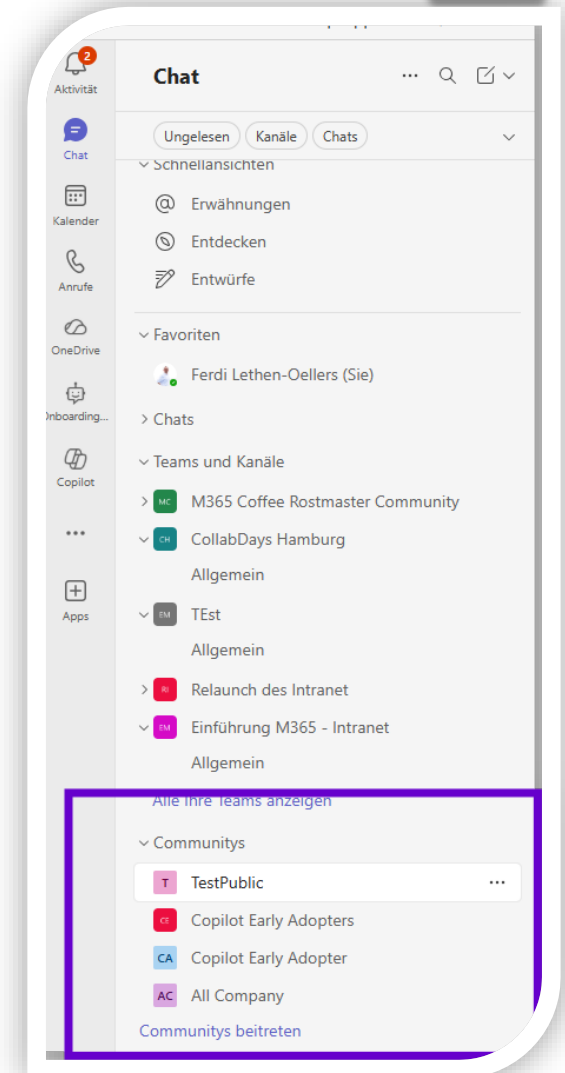 2
Aktivität
Chat
Kalender
Anrufe
OneDrive
Onboarding...
Copilot
Apps
Chat
Ungelesen Kanäle Chats
Schnellansichten
Erwähnungen
Entdecken
Entwürfe
Favoriten
Ferdi Lethen-Oellers (Sie)
Chats
Teams und Kanäle
MC M365 Coffee Rostmaster Community
CH CollabDays Hamburg
Allgemein
EM TEst
Allgemein
RI Relaunch des Intranet
EM Einführung M365 - Intranet
Allgemein
Alle Ihre Teams anzeigen
Communitys
T TestPublic
CE Copilot Early Adopters
CA Copilot Early Adopter
AC All Company
Communitys beitreten